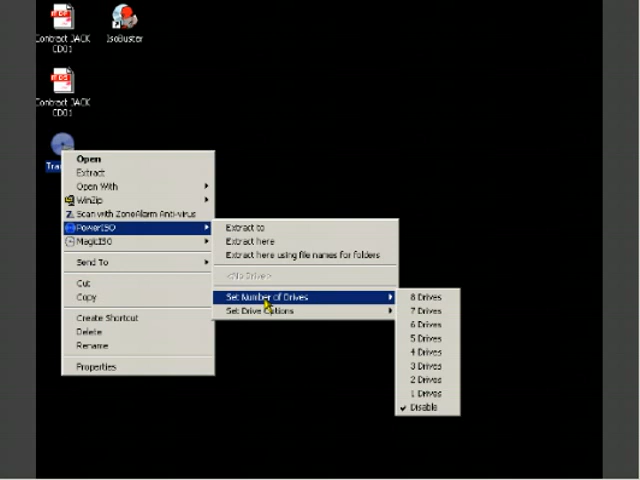 Contract JACK
CD01
IsoBuster
Contract JACK
CD01
Open
Extract
Open With
WinZip
Scan with ZoneAlarm Anti-virus
PowerISO
MagicISO
Send To
Cut
Copy
Create Shortcut
Delete
Rename
Properties
Extract to
Extract here
Extract here using file names for folders
<No Drive>
Set Number of Drives
Set Drive Options
8 Drives
7 Drives
6 Drives
5 Drives
4 Drives
3 Drives
2 Drives
1 Drives
Disable